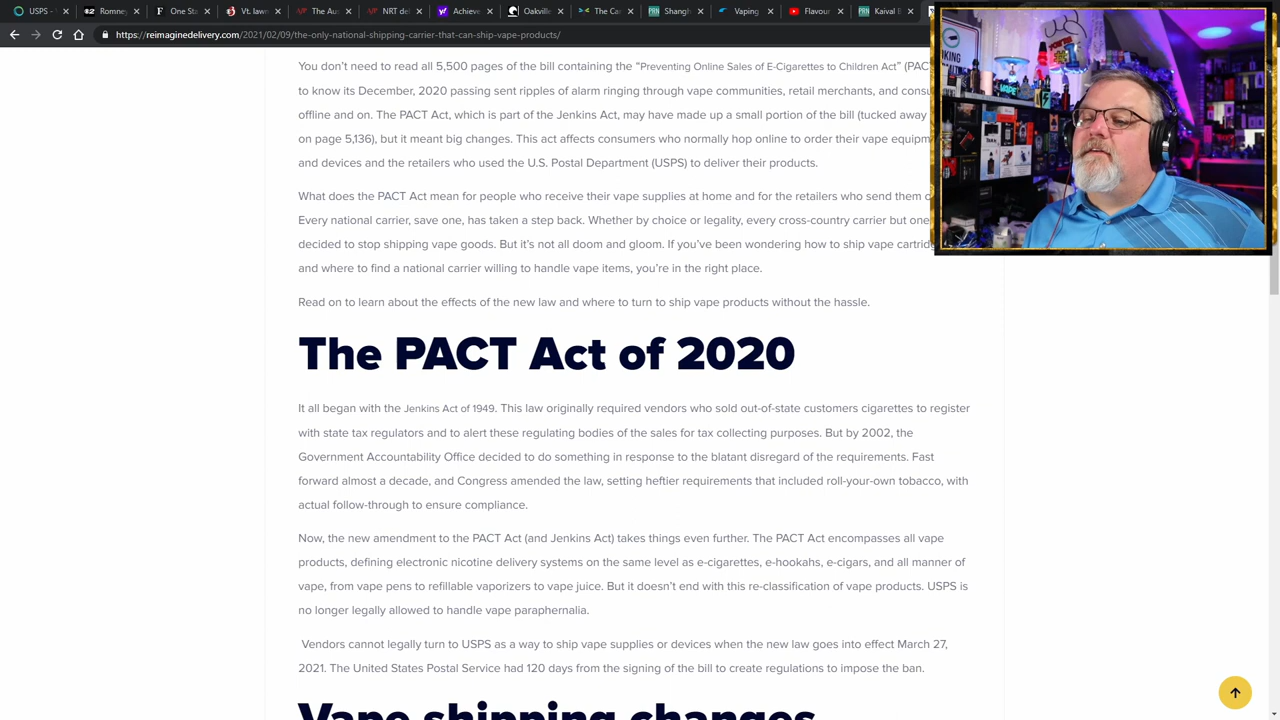 USPS -
Romney
One Sto
The Car
Oakville
The Ca
BRINE
Vape
Flavor
BRINE
http://reimaginedelivery.com/2021/02/09/the-only-national-shipping-carrier-that-can-ship-vape-products/
You don't need to read all 5,500 pages of the bill containing the “Preventing Online Sales of E-Cigarettes to Children Act” (PAC
to know its December, 2020 passing sent ripples of alarm ringing through vape communities, retail merchants, and consu
offline and on. The PACT Act, which is part of the Jenkins Act, may have made up a small portion of the bill (tucked away
on page 5136), but it meant big changes. This act affects consumers who normally hop online to order their vape equipm
and devices and the retailers who used the U.S. Postal Department (USPS) to deliver their products.
What does the PACT Act mean for people who receive their vape supplies at home and for the retailers who send them o
Every national carrier, save one, has taken a step back. Whether by choice or legality, every cross-country carrier but one
decided to stop shipping vape goods. But it's not all doom and gloom. If you've been wondering how to ship vape cartrid
and where to find a national carrier willing to handle vape items, you're in the right place.
Read on to learn about the effects of the new law and where to turn to ship vape products without the hassle.
The PACT Act of 2020
It all began with the Jenkins Act of 1949. This law originally required vendors who sold out-of-state customers cigarettes to register
with state tax regulators and to alert these regulating bodies of the sales for tax collecting purposes. But by 2002, the
Government Accountability Office decided to do something in response to the blatant disregard of the requirements. Fast
forward almost a decade, and Congress amended the law, setting heftier requirements that included roll-your-own tobacco, with
actual follow-through to ensure compliance.
Now, the new amendment to the PACT Act (and Jenkins Act) takes things even further. The PACT Act encompasses all vape
products, defining electronic nicotine delivery systems on the same level as e-cigarettes, e-hookahs, e-cigars, and all manner of
vape, from vape pens to refillable vaporizers to vape juice. But it doesn't end with this re-classification of vape products. USPS is
no longer legally allowed to handle vape paraphernalia.
Vendors cannot legally turn to USPS as a way to ship vape supplies or devices when the new law goes into effect March 27,
2021. The United States Postal Service had 120 days from the signing of the bill to create regulations to impose the ban.
Vape shipping changes